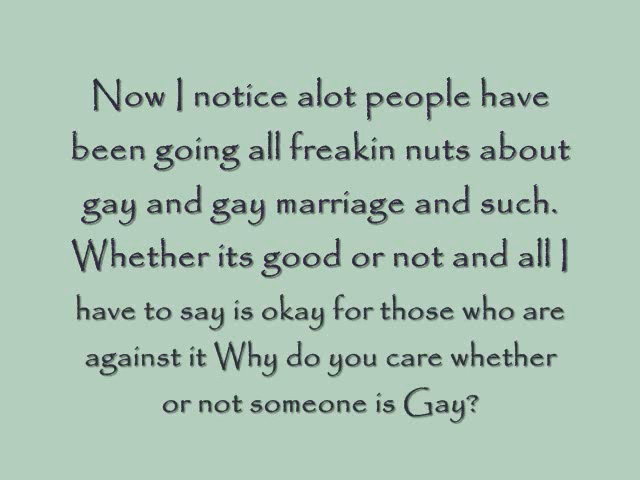 Now I notice alot people have
been going all freakin nuts about
gay and gay marriage and such.
Whether its good or not and all I
have to say is okay for those who are
against it Why do you care whether
or not someone is Gay?